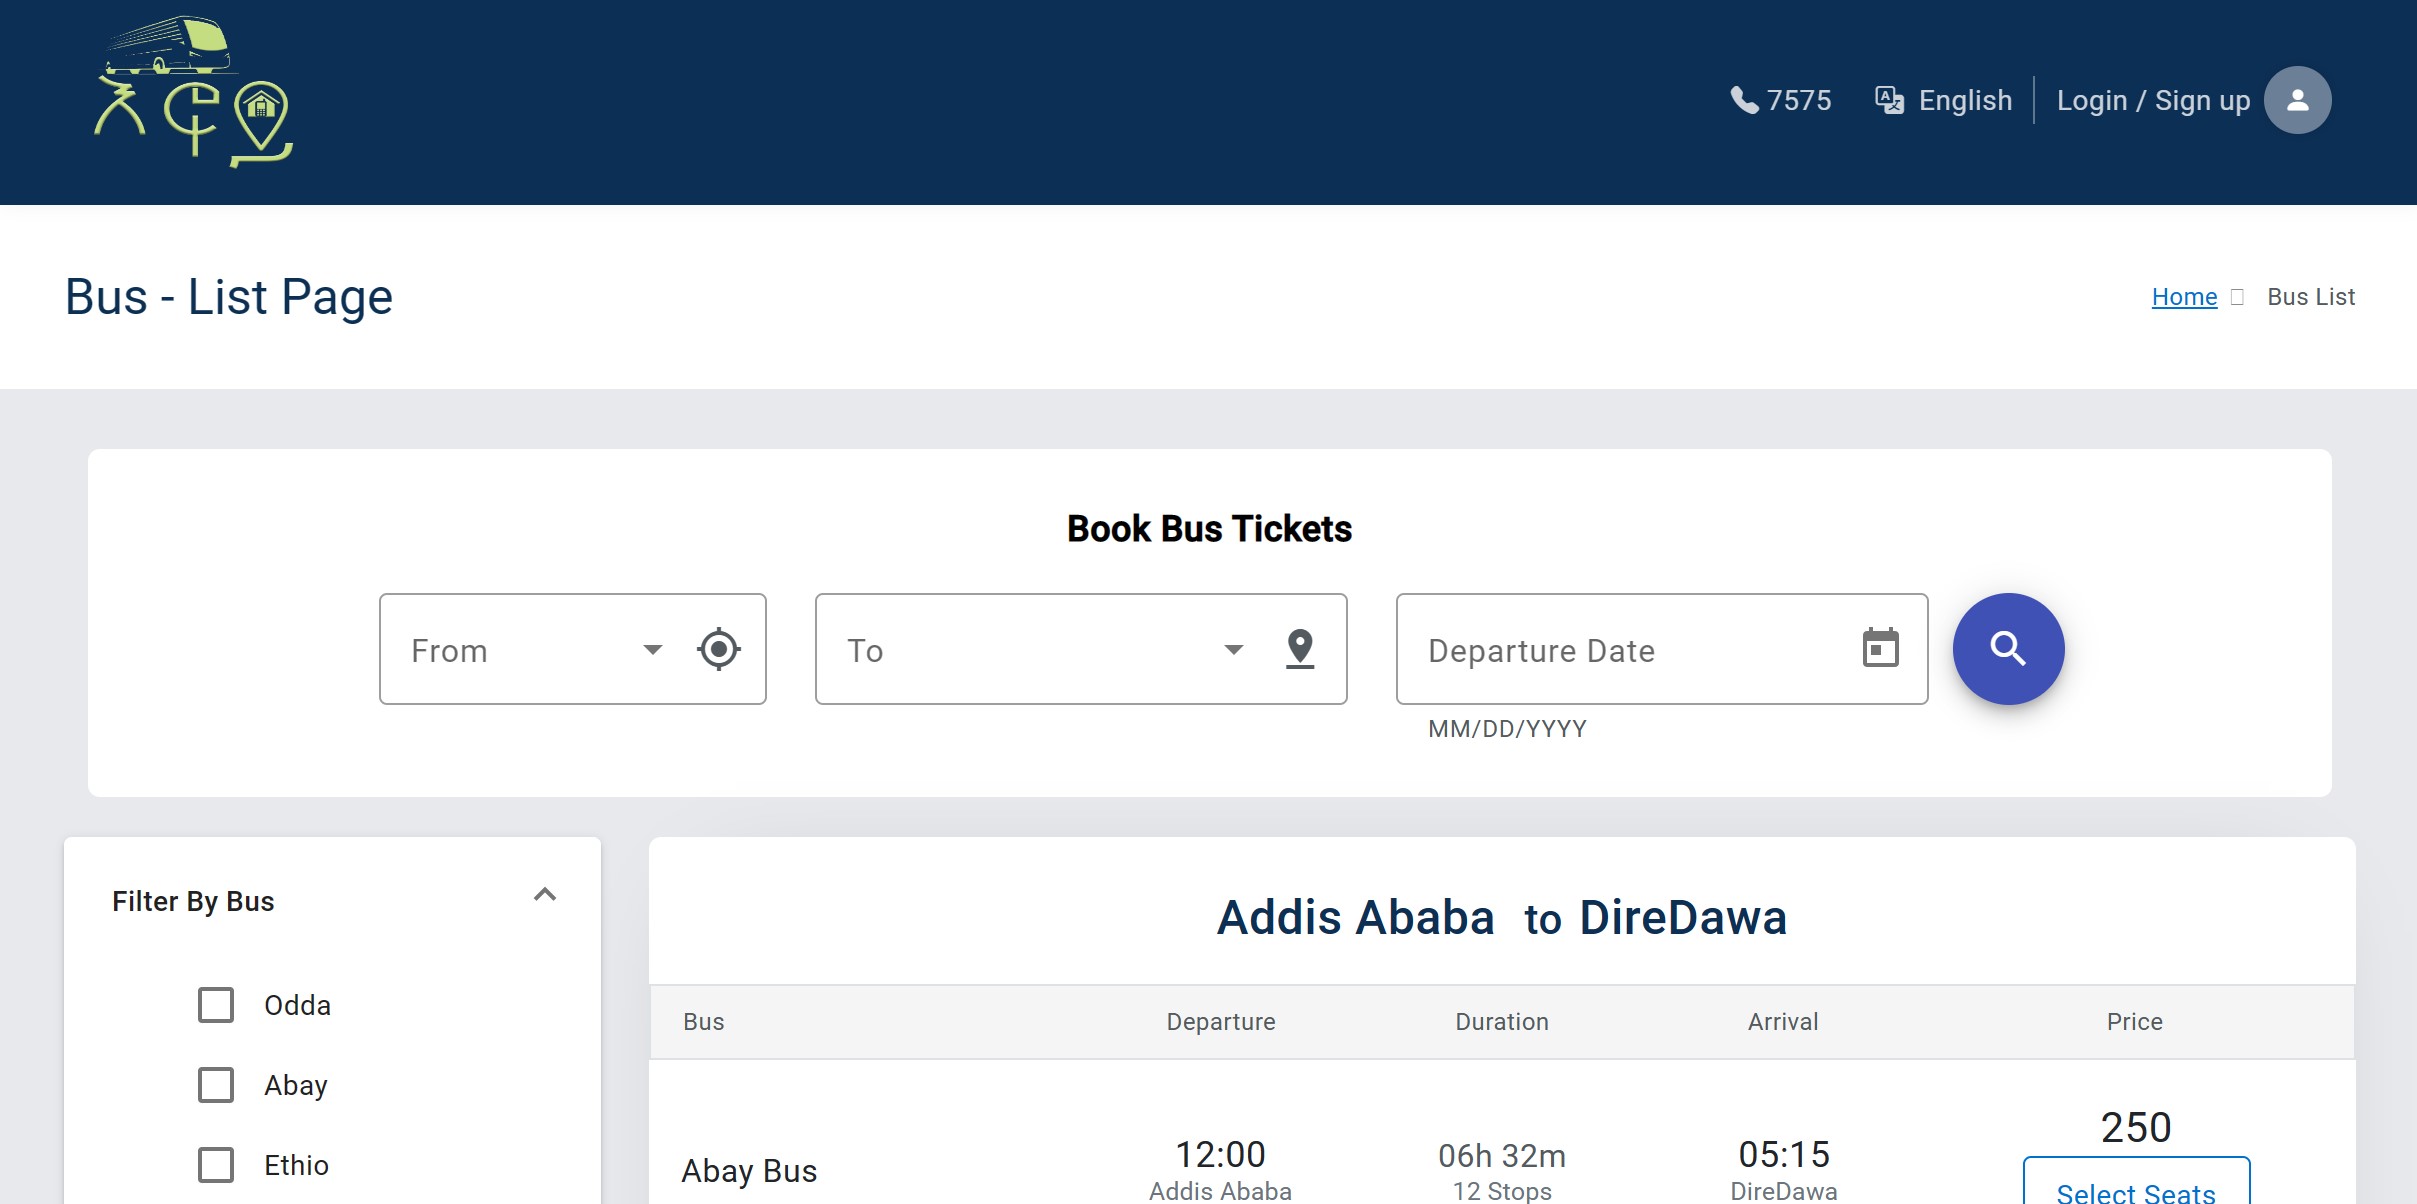 7575 English Login / Sign up
Bus - List Page
Home Bus List
Book Bus Tickets
From To Departure Date
MM/DD/YYYY
Filter By Bus
Odda
Abay
Ethio
Addis Ababa to DireDawa
Bus Departure Duration Arrival Price
250
Abay Bus 12:00 06h 32m 05:15
Addis Ababa 12 Stops DireDawa
Select Seats